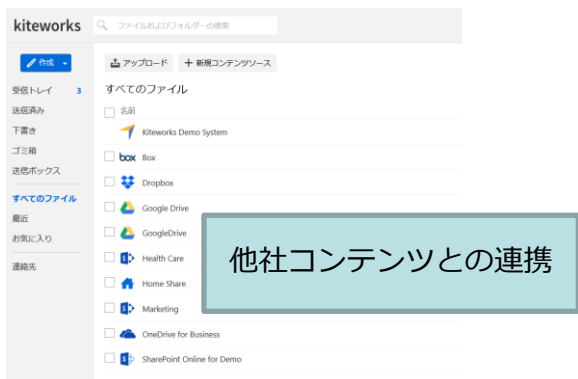 kiteworks
ファイルおよびフォルダーの検索
作成
アップロード
新規コンテンツソース
受信トレイ 3
送信済み
下書き
ゴミ箱
送信ボックス
すべてのファイル
最近
お気に入り
連絡先
すべてのファイル
名前
Kiteworks Demo System
box Box
Dropbox
Google Drive
GoogleDrive
Health Care
Home Share
Marketing
OneDrive for Business
SharePoint Online for Demo
他社コンテンツとの連携